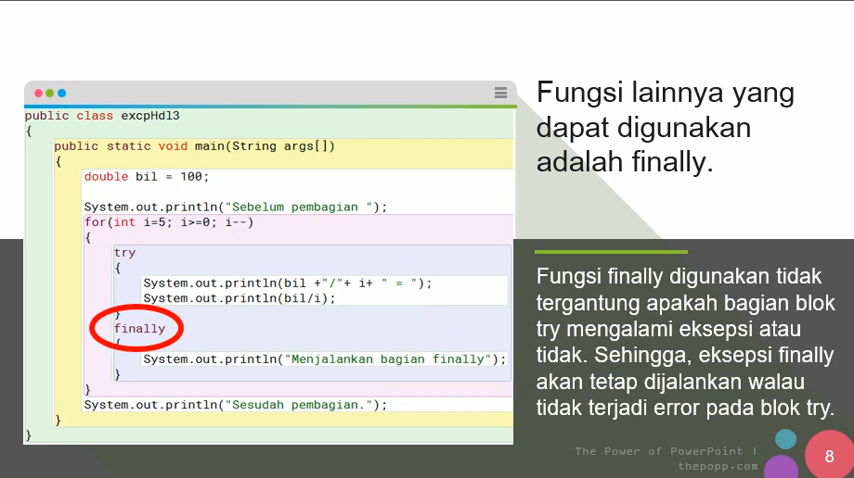 public class excpHdl3
{
public static void main(String args[])
{
double bil = 100;
System.out.println("Sebelum pembagian ");
for(int i=5; i>=0; i--)
{
try
{
System.out.println(bil +"/"+ i+ " = ");
System.out.println(bil/i);
}
finally
{
System.out.println("Menjalankan bagian finally");
}
}
System.out.println("Sesudah pembagian.");
}
}
Fungsi lainnya yang
dapat digunakan
adalah finally.
Fungsi finally digunakan tidak
tergantung apakah bagian blok
try mengalami eksepsi atau
tidak. Sehingga, eksepsi finally
akan tetap dijalankan walau
tidak terjadi error pada blok try.
The Power of PowerPoint |
thepopp.com
8